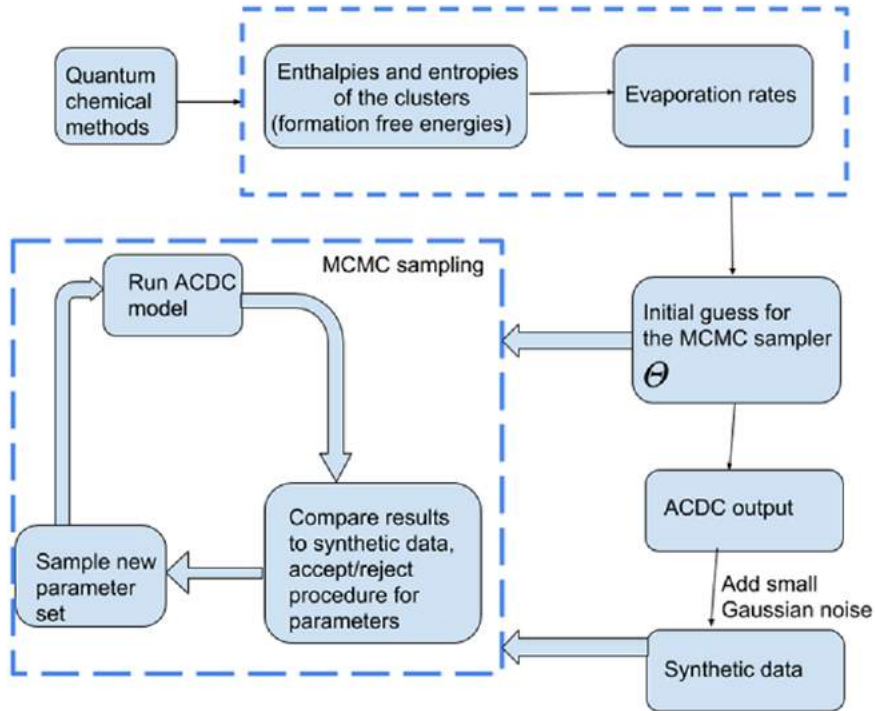 Quantum
chemical
methods
Enthalpies and entropies
of the clusters
(formation free energies)
Evaporation rates
MCMC sampling
Run ACDC
model
Initial guess for
the MCMC sampler
Θ
Compare results
to synthetic data,
accept/reject
procedure for
parameters
Sample new
parameter
set
ACDC output
Add small
Gaussian noise
Synthetic data